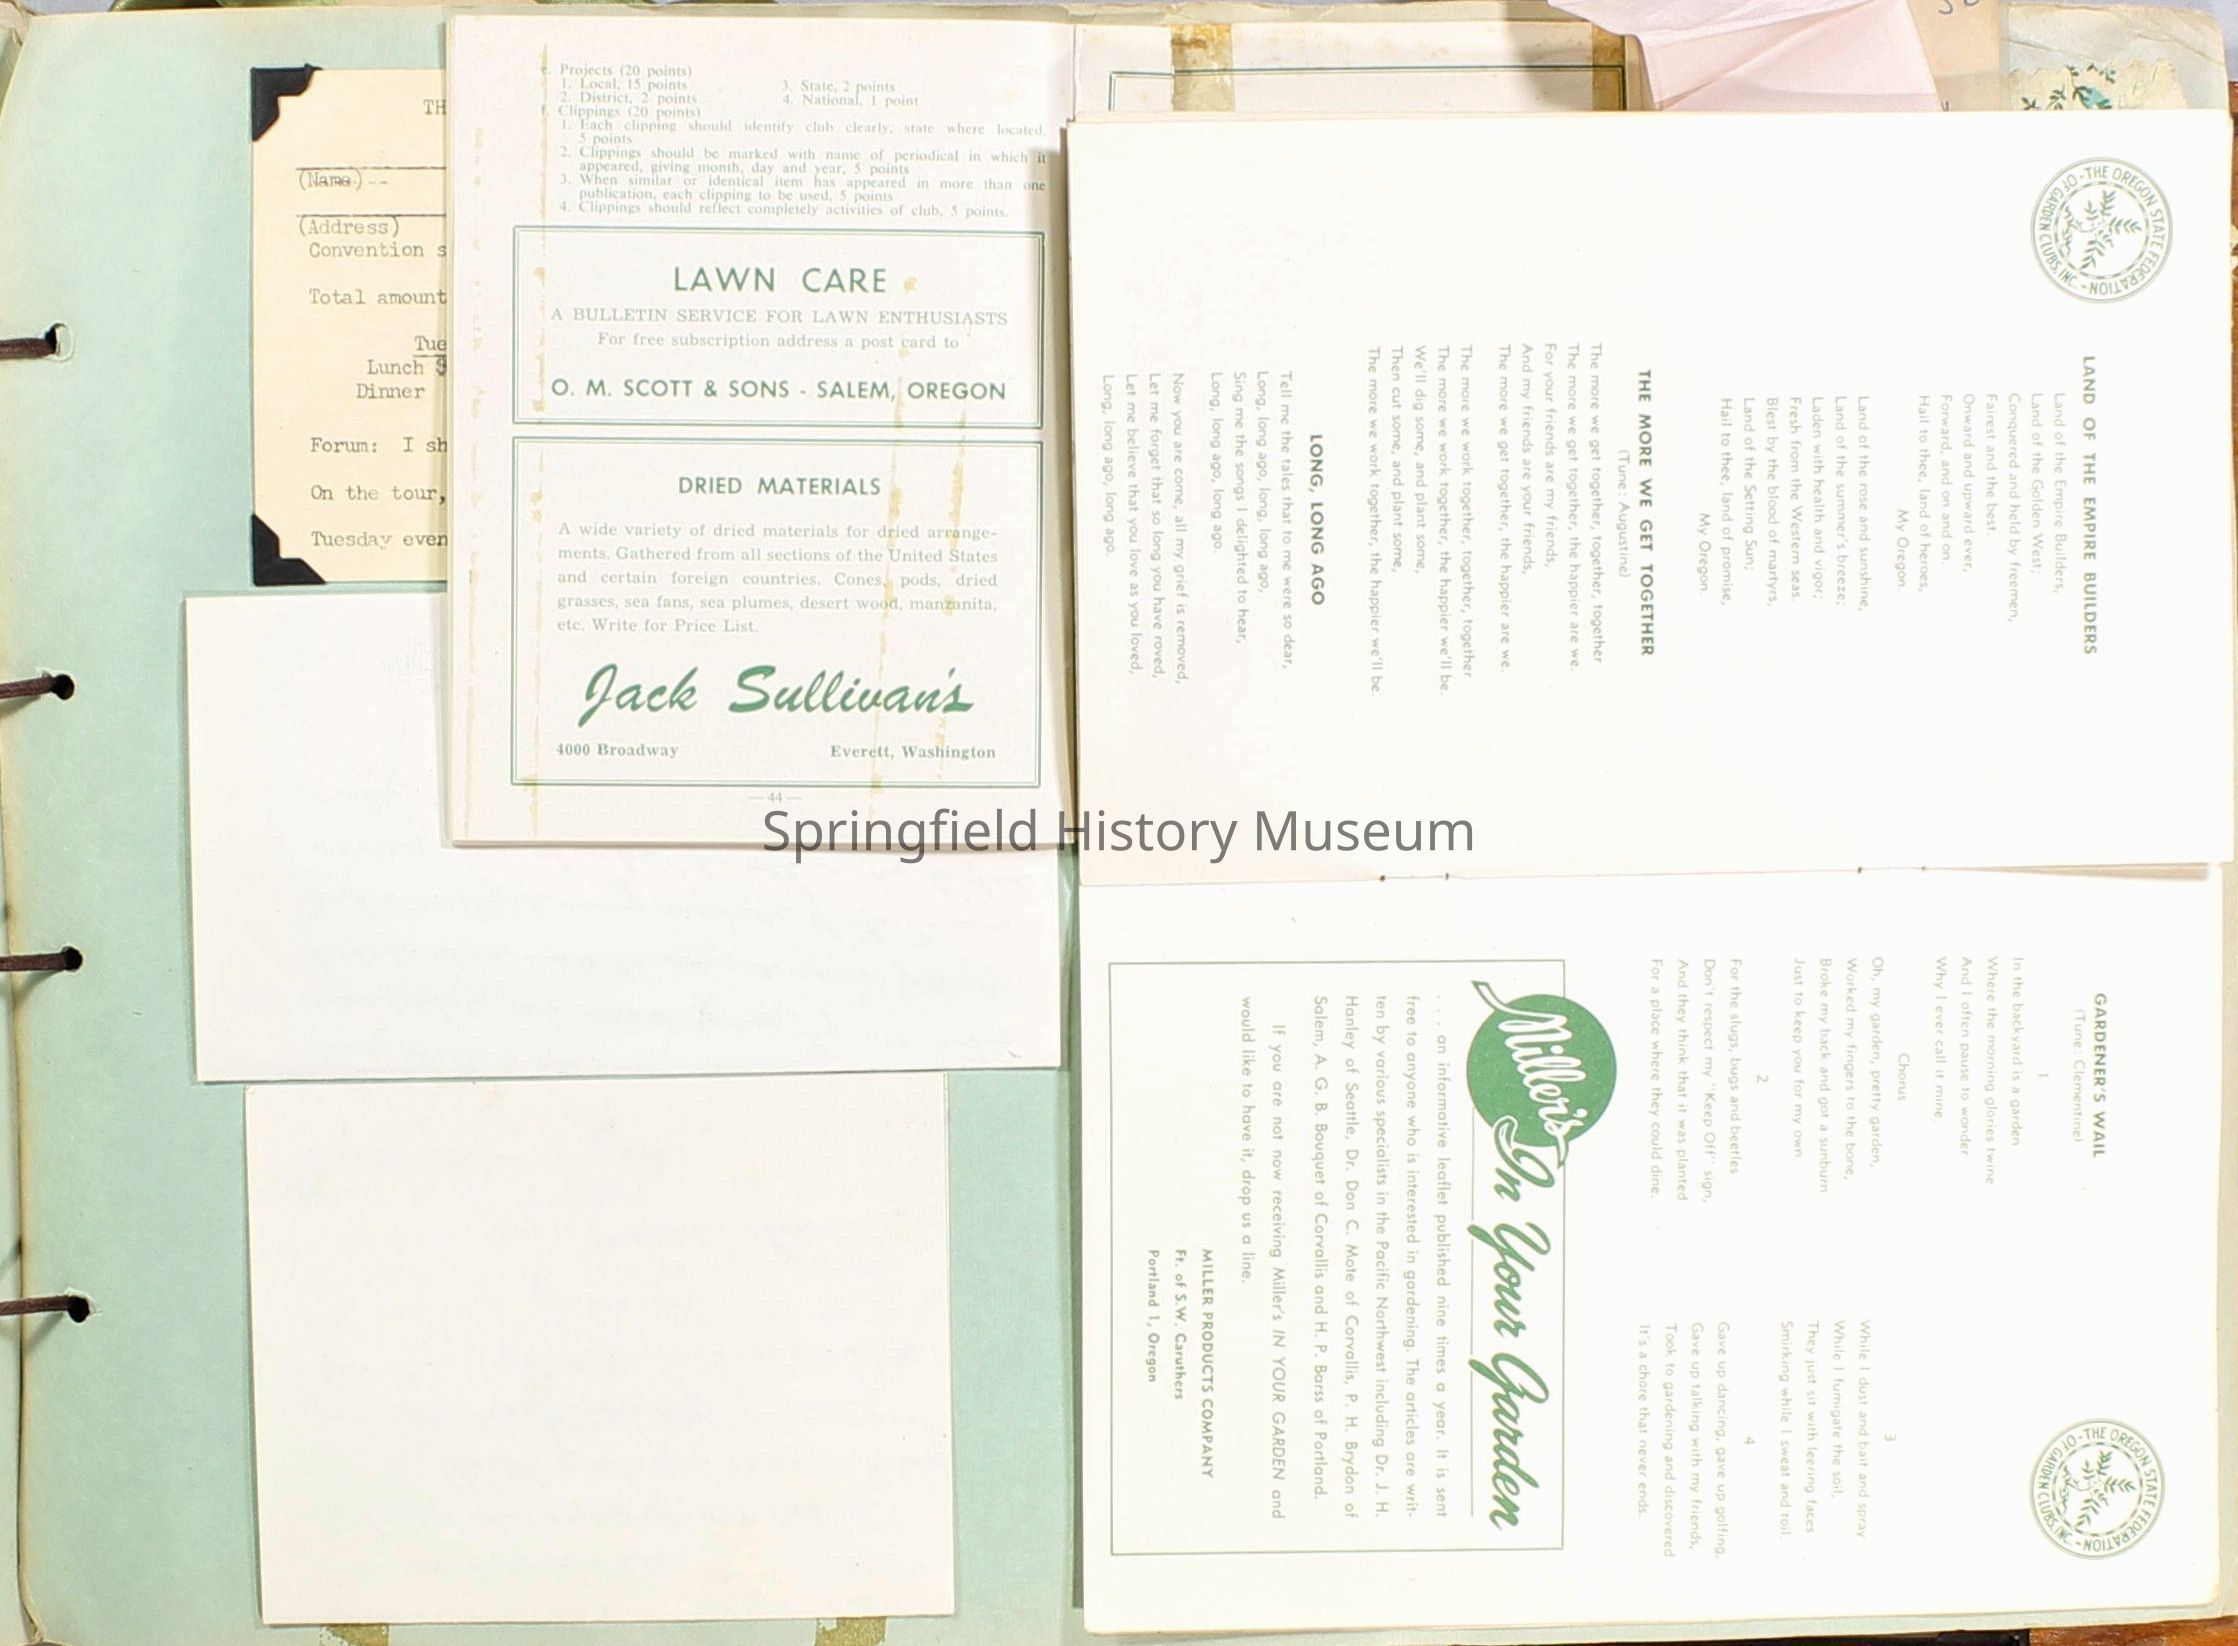 TH
(Name)--
(Address)
Convention s
Total amount
Tue
Lunch $
Dinner
Forum: I sh
On the tour,
Tuesday even
e. Projects (20 points)
1. Local, 15 points
2. District, 2 points
3. State, 2 points
4. National, 1 point
f. Clippings (20 points)
1. Each clipping should identify club clearly, state where located,
5 points
2. Clippings should be marked with name of periodical in which it
appeared, giving month, day and year, 5 points
3. When similar or identical item has appeared in more than one
publication, each clipping to be used, 5 points
4. Clippings should reflect completely activities of club, 5 points.
LAWN CARE
A BULLETIN SERVICE FOR LAWN ENTHUSIASTS
For free subscription address a post card to
O. M. SCOTT & SONS - SALEM, OREGON
DRIED MATERIALS
A wide variety of dried materials for dried arrange-
ments. Gathered from all sections of the United States
and certain foreign countries. Cones, pods, dried
grasses, sea fans, sea plumes, desert wood, manzanita,
etc. Write for Price List.
Jack Sullivan's
4000 Broadway
Everett, Washington
—44—
THE OREGON STATE FEDERATION
OF GARDEN CLUBS, INC.
LAND OF THE EMPIRE BUILDERS
Land of the Empire Builders,
Land of the Golden West;
Conquered and held by freemen,
Fairest and the best.
Onward and upward ever,
Forward, and on and on.
Hail to thee, land of heroes,
My Oregon.
Land of the rose and sunshine,
Land of the summer's breeze;
Laden with health and vigor;
Fresh from the Western seas.
Blest by the blood of martyrs,
Land of the Setting Sun;
Hail to thee, land of promise,
My Oregon.
THE MORE WE GET TOGETHER
(Tune: Augustine)
The more we get together, together, together
The more we get together, the happier are we.
For your friends are my friends,
And my friends are your friends,
The more we get together, the happier are we.
The more we work together, together, together
The more we work together, the happier we'll be.
We'll dig some, and plant some,
Then cut some, and plant some,
The more we work together, the happier we'll be.
LONG, LONG AGO
Tell me the tales that to me were so dear,
Long, long ago, long, long ago,
Sing me the songs I delighted to hear,
Long, long ago, long ago.
Now you are come, all my grief is removed,
Let me forget that so long you have roved,
Let me believe that you love as you loved,
Long, long ago, long ago.
GARDENER'S WAIL
(Tune: Clementine)
1
In the backyard is a garden
Where the morning glories twine
And I often pause to wonder
Why I ever call it mine.
Chorus
Oh, my garden, pretty garden,
Worked my fingers to the bone,
Broke my back and got a sunburn
Just to keep you for my own.
2
For the slugs, bugs and beetles
Don't respect my "Keep Off" sign,
And they think that it was planted
For a place where they could dine.
3
While I dust and bait and spray
While I fumigate the soil,
They just sit with leering faces
Smirking while I sweat and toil.
4
Gave up dancing, gave up golfing,
Gave up talking with my friends,
Took to gardening and discovered
It's a chore that never ends.
THE OREGON STATE FEDERATION
OF GARDEN CLUBS, INC.
Miller's In Your Garden
. . . an informative leaflet published nine times a year. It is sent
free to anyone who is interested in gardening. The articles are writ-
ten by various specialists in the Pacific Northwest including Dr. J. H.
Hanley of Seattle, Dr. Don C. Mote of Corvallis, P. H. Brydon of
Salem, A. G. B. Bouquet of Corvallis and H. P. Barss of Portland.
If you are not now receiving Miller's IN YOUR GARDEN and
would like to have it, drop us a line.
MILLER PRODUCTS COMPANY
Ft. of S.W. Caruthers
Portland 1, Oregon
Springfield History Museum